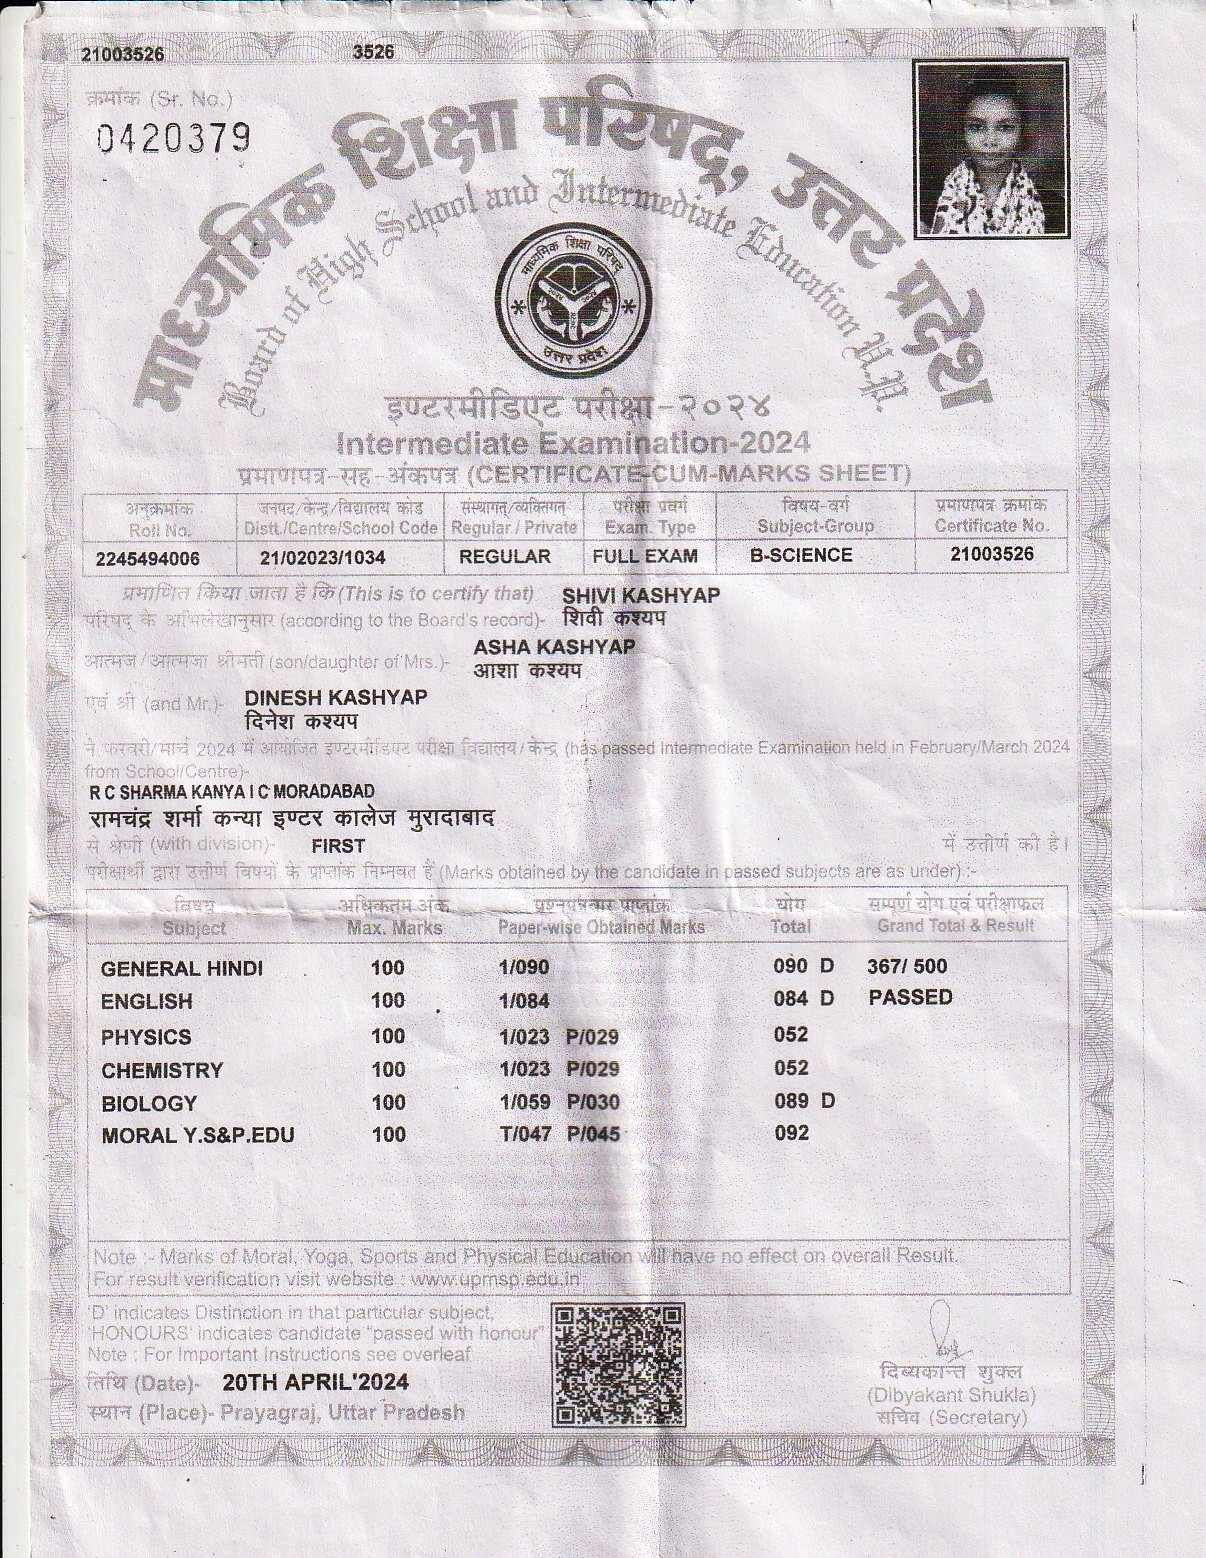 21003526 3526
क्रमांक (Sr. No.)
0420379
माध्यमिक शिक्षा परिषद्, उत्तर प्रदेश
Board of High School and Intermediate Education U.P.
माध्यमिक शिक्षा परिषद्
उत्तर प्रदेश
इण्टरमीडिएट परीक्षा-२०२४
Intermediate Examination-2024
प्रमाणपत्र-सह-अंकपत्र (CERTIFICATE-CUM-MARKS SHEET)
अनुक्रमांक जनपद/केन्द्र/विद्यालय कोड संस्थागत/व्यक्तिगत परीक्षा प्रवर्ग विषय-वर्ग प्रमाणपत्र क्रमांक
Roll No. Distt./Centre/School Code Regular / Private Exam. Type Subject-Group Certificate No.
2245494006 21/02023/1034 REGULAR FULL EXAM B-SCIENCE 21003526
प्रमाणित किया जाता है कि (This is to certify that) SHIVI KASHYAP
परिषद् के अभिलेखानुसार (according to the Board's record)- शिवी कश्यप
ASHA KASHYAP
आत्मज/आत्मजा श्रीमती (son/daughter of Mrs.)- आशा कश्यप
एवं श्री (and Mr.)- DINESH KASHYAP
दिनेश कश्यप
ने फरवरी/मार्च 2024 में आयोजित इण्टरमीडिएट परीक्षा विद्यालय/केन्द्र (has passed Intermediate Examination held in February/March 2024
from School/Centre)-
R C SHARMA KANYA I C MORADABAD
रामचंद्र शर्मा कन्या इण्टर कालेज मुरादाबाद
से श्रेणी (with division)- FIRST में उत्तीर्ण की है।
परीक्षार्थी द्वारा उत्तीर्ण विषयों के प्राप्तांक निम्नवत हैं (Marks obtained by the candidate in passed subjects are as under) :-
विषय अधिकतम अंक प्रश्नपत्रवार प्राप्तांक योग सम्पूर्ण योग एवं परीक्षाफल
Subject Max. Marks Paper-wise Obtained Marks Total Grand Total & Result
GENERAL HINDI 100 1/090 090 D 367/ 500
ENGLISH 100 1/084 084 D PASSED
PHYSICS 100 1/023 P/029 052
CHEMISTRY 100 1/023 P/029 052
BIOLOGY 100 1/059 P/030 089 D
MORAL Y.S&P.EDU 100 T/047 P/045 092
Note :- Marks of Moral, Yoga, Sports and Physical Education will have no effect on overall Result.
For result verification visit website : www.upmsp.edu.in
'D' indicates Distinction in that particular subject,
'HONOURS' indicates candidate "passed with honour"
Note : For Important Instructions see overleaf
तिथि (Date)- 20TH APRIL'2024
स्थान (Place)- Prayagraj, Uttar Pradesh
दिव्यकान्त शुक्ल
(Dibyakant Shukla)
सचिव (Secretary)